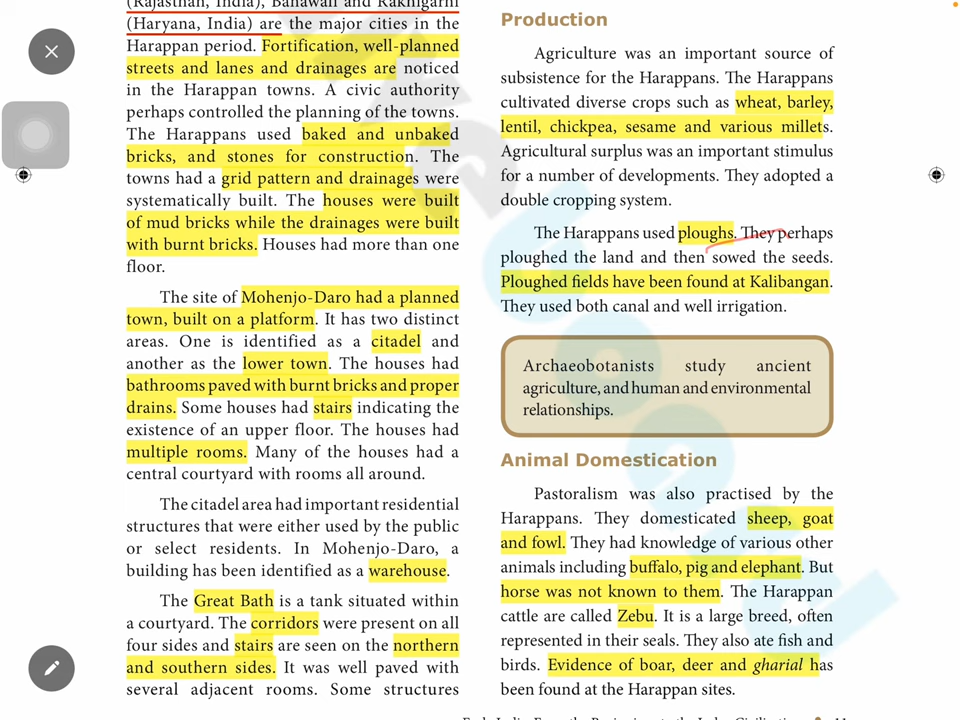 (Rajasthan, India), Banawali and Rakhigarhi
(Haryana, India) are the major cities in the
Harappan period. Fortification, well-planned
streets and lanes and drainages are noticed
in the Harappan towns. A civic authority
perhaps controlled the planning of the towns.
The Harappans used baked and unbaked
bricks, and stones for construction. The
towns had a grid pattern and drainages were
systematically built. The houses were built
of mud bricks while the drainages were built
with burnt bricks. Houses had more than one
floor.
The site of Mohenjo-Daro had a planned
town, built on a platform. It has two distinct
areas. One is identified as a citadel and
another as the lower town. The houses had
bathrooms paved with burnt bricks and proper
drains. Some houses had stairs indicating the
existence of an upper floor. The houses had
multiple rooms. Many of the houses had a
central courtyard with rooms all around.
The citadel area had important residential
structures that were either used by the public
or select residents. In Mohenjo-Daro, a
building has been identified as a warehouse.
The Great Bath is a tank situated within
a courtyard. The corridors were present on all
four sides and stairs are seen on the northern
and southern sides. It was well paved with
several adjacent rooms. Some structures
Production
Agriculture was an important source of
subsistence for the Harappans. The Harappans
cultivated diverse crops such as wheat, barley,
lentil, chickpea, sesame and various millets.
Agricultural surplus was an important stimulus
for a number of developments. They adopted a
double cropping system.
The Harappans used ploughs. They perhaps
ploughed the land and then sowed the seeds.
Ploughed fields have been found at Kalibangan.
They used both canal and well irrigation.
Archaeobotanists study ancient
agriculture, and human and environmental
relationships.
Animal Domestication
Pastoralism was also practised by the
Harappans. They domesticated sheep, goat
and fowl. They had knowledge of various other
animals including buffalo, pig and elephant. But
horse was not known to them. The Harappan
cattle are called Zebu. It is a large breed, often
represented in their seals. They also ate fish and
birds. Evidence of boar, deer and gharial has
been found at the Harappan sites.
Early India: From the Beginnings to the Indus Civilisation 11